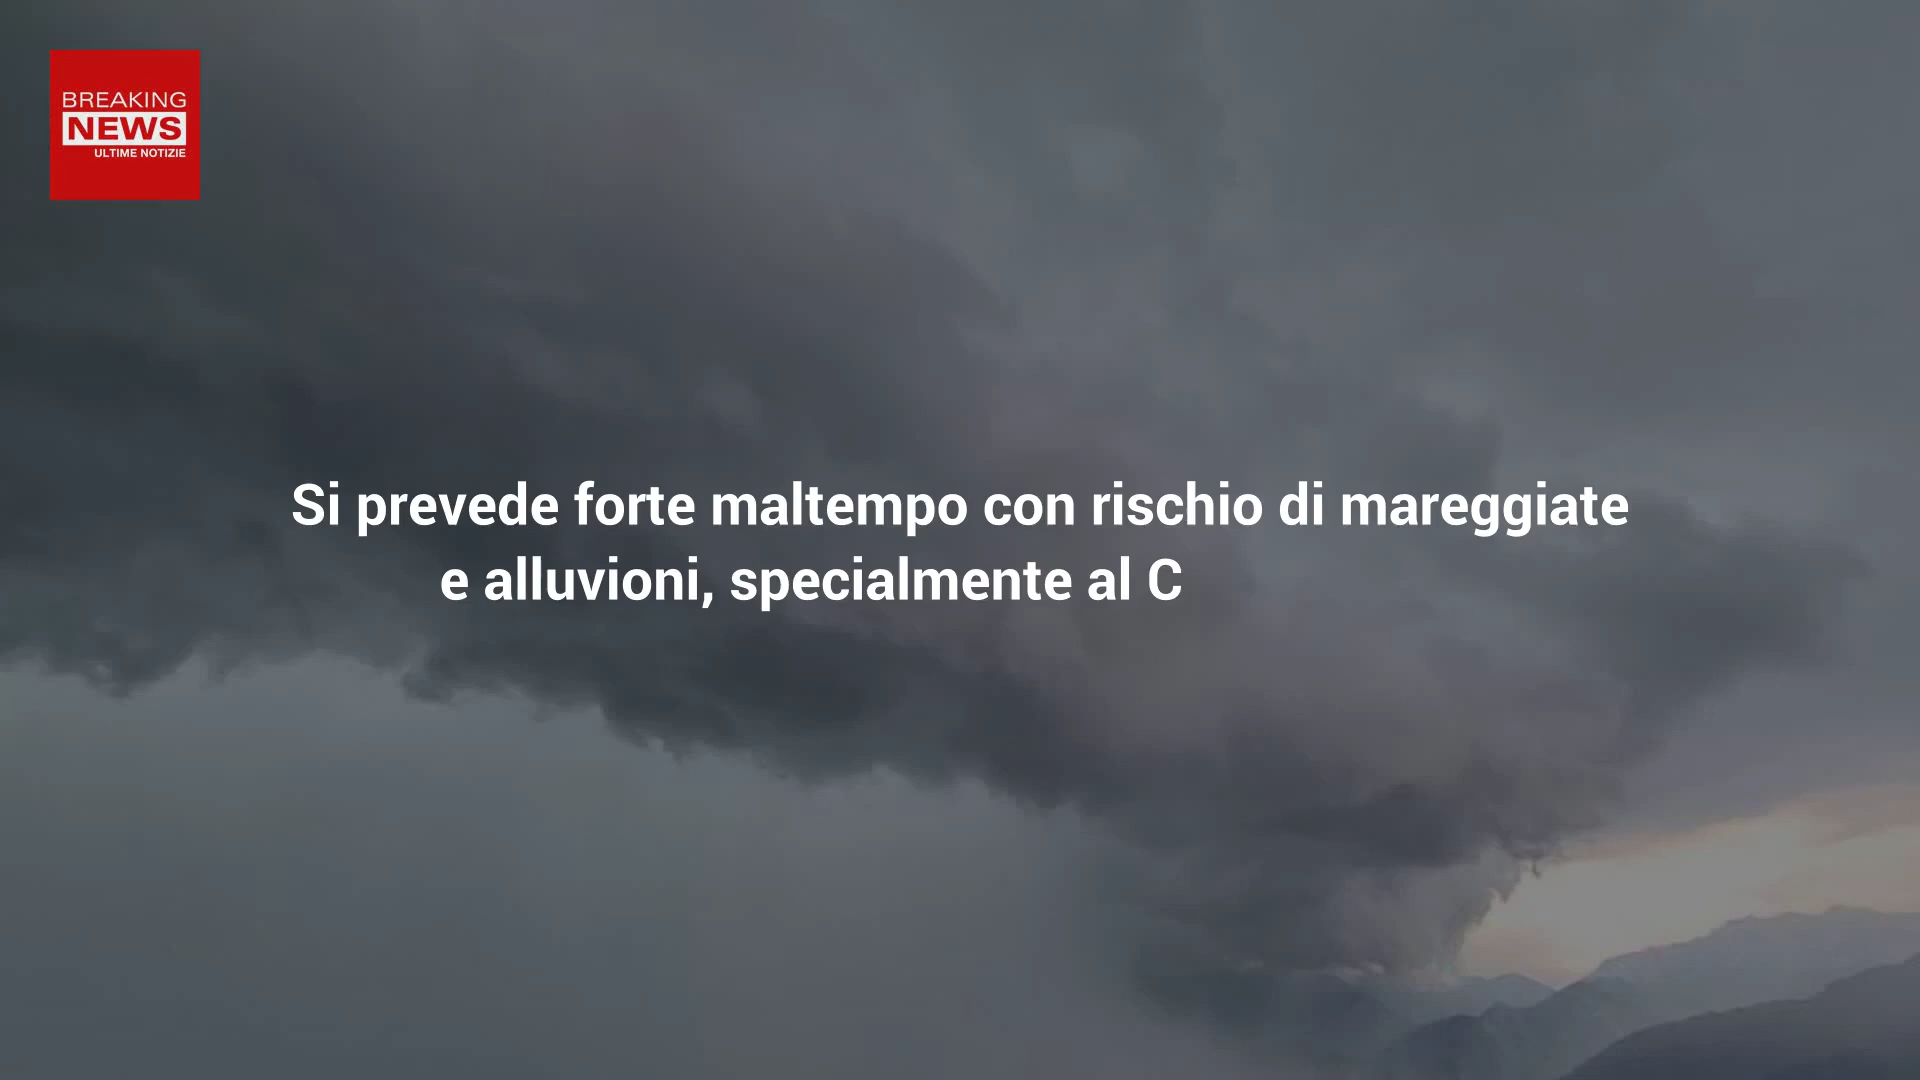 BREAKING
NEWS
ULTIME NOTIZIE
Si prevede forte maltempo con rischio di mareggiate
e alluvioni, specialmente al C